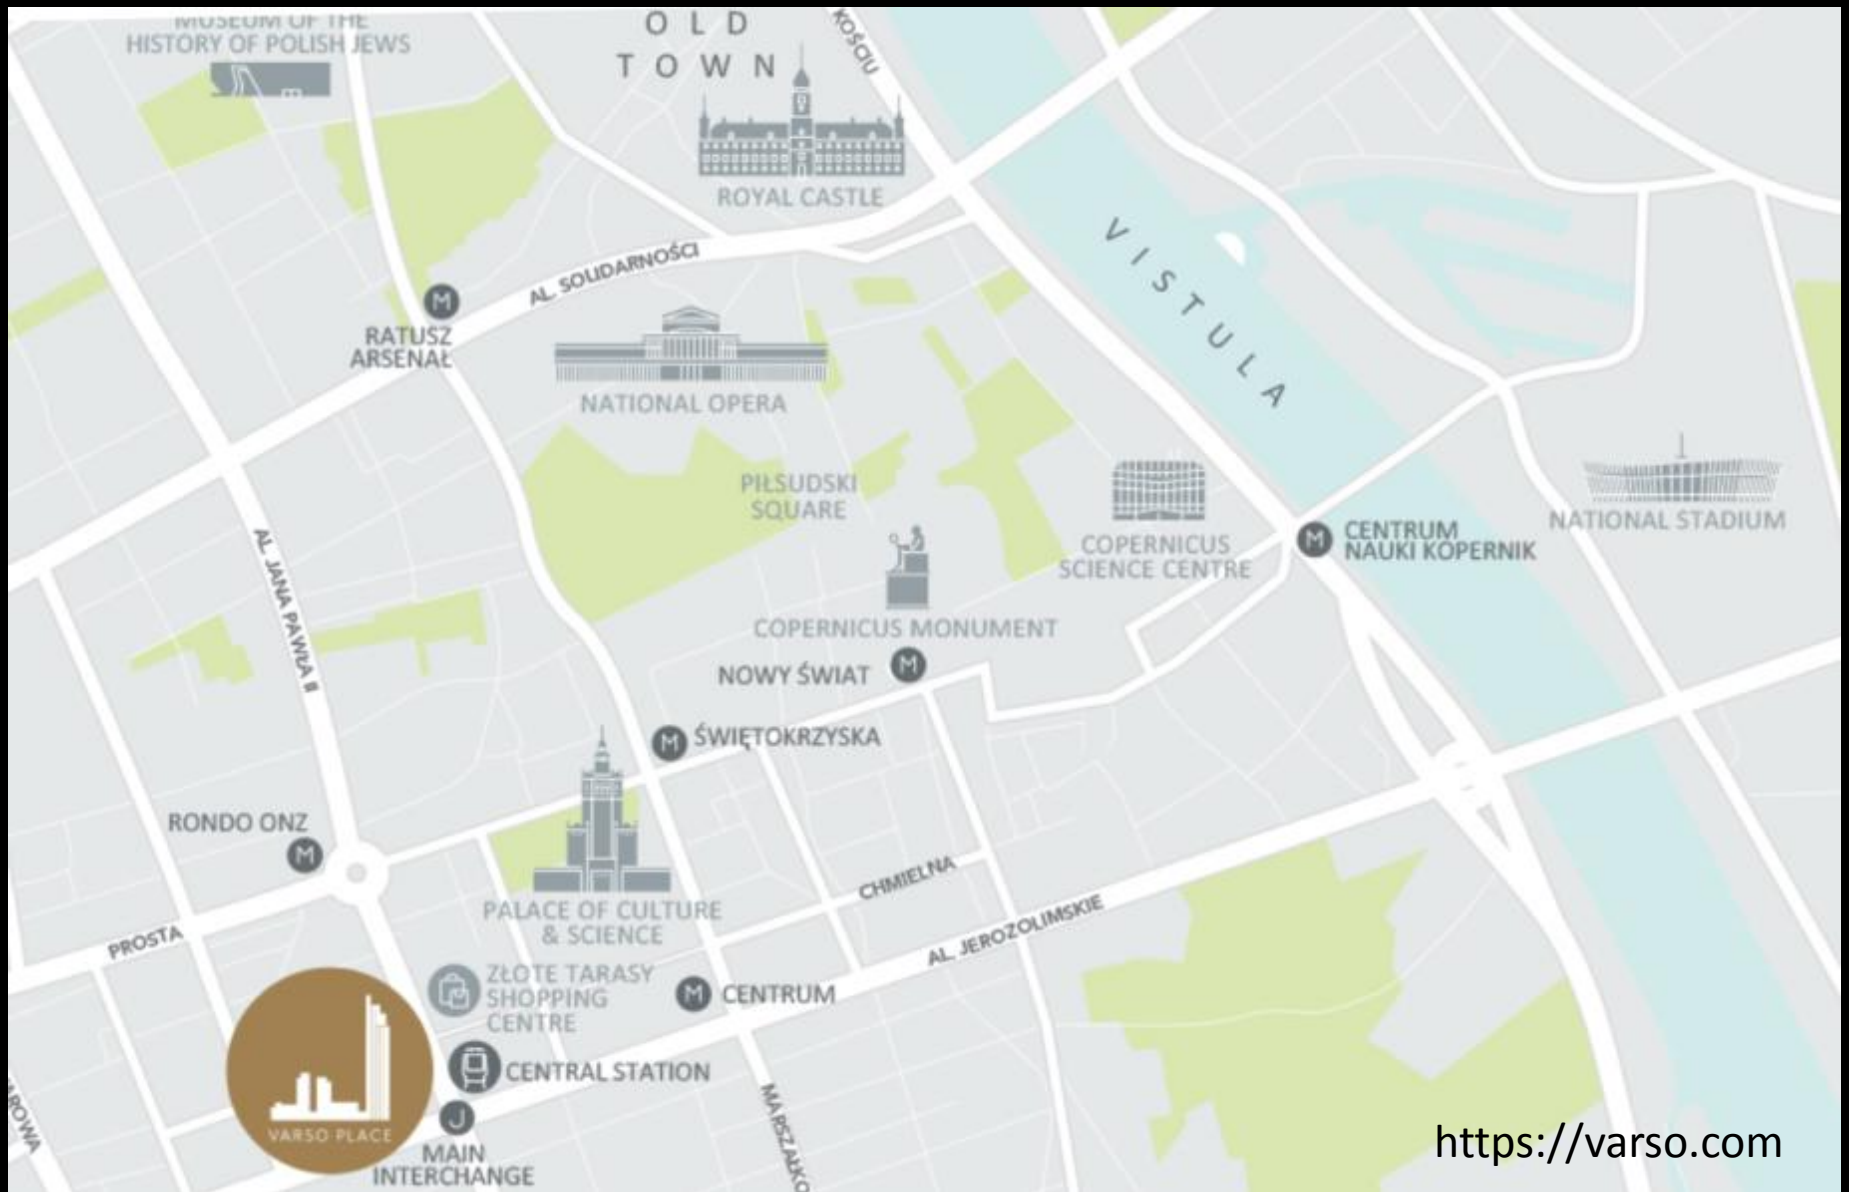 MUSEUM OF THE
HISTORY OF POLISH JEWS
OLD
TOWN
KOŚCIU
ROYAL CASTLE
VISTULA
AL. SOLIDARNOŚCI
M
RATUSZ
ARSENAŁ
NATIONAL OPERA
PIŁSUDSKI
SQUARE
COPERNICUS
SCIENCE CENTRE
M
CENTRUM
NAUKI KOPERNIK
NATIONAL STADIUM
AL. JANA PAWŁA II
COPERNICUS MONUMENT
NOWY ŚWIAT
M
M
ŚWIĘTOKRZYSKA
RONDO ONZ
M
CHMIELNA
PALACE OF CULTURE
& SCIENCE
AL. JEROZOLIMSKIE
PROSTA
ZŁOTE TARASY
SHOPPING
CENTRE
M
CENTRUM
CENTRAL STATION
VARSO PLACE
J
MAIN
INTERCHANGE
MARSZAŁKO
AROWA
https://varso.com